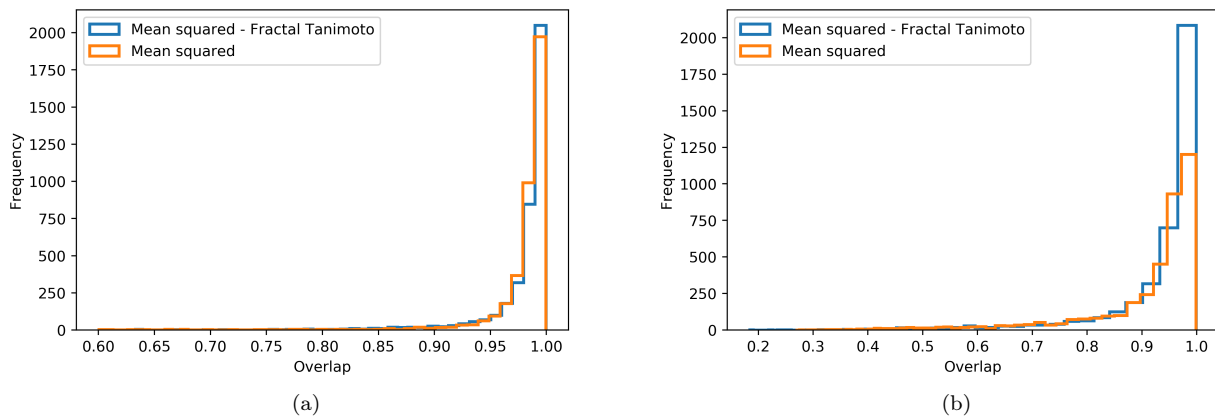 Mean squared - Fractal Tanimoto
Mean squared
2000
1750
1500
1250
1000
750
500
250
0
Frequency
0.60 0.65 0.70 0.75 0.80 0.85 0.90 0.95 1.00
Overlap
(a)
Mean squared - Fractal Tanimoto
Mean squared
2000
1750
1500
1250
1000
750
500
250
0
Frequency
0.2 0.3 0.4 0.5 0.6 0.7 0.8 0.9 1.0
Overlap
(b)